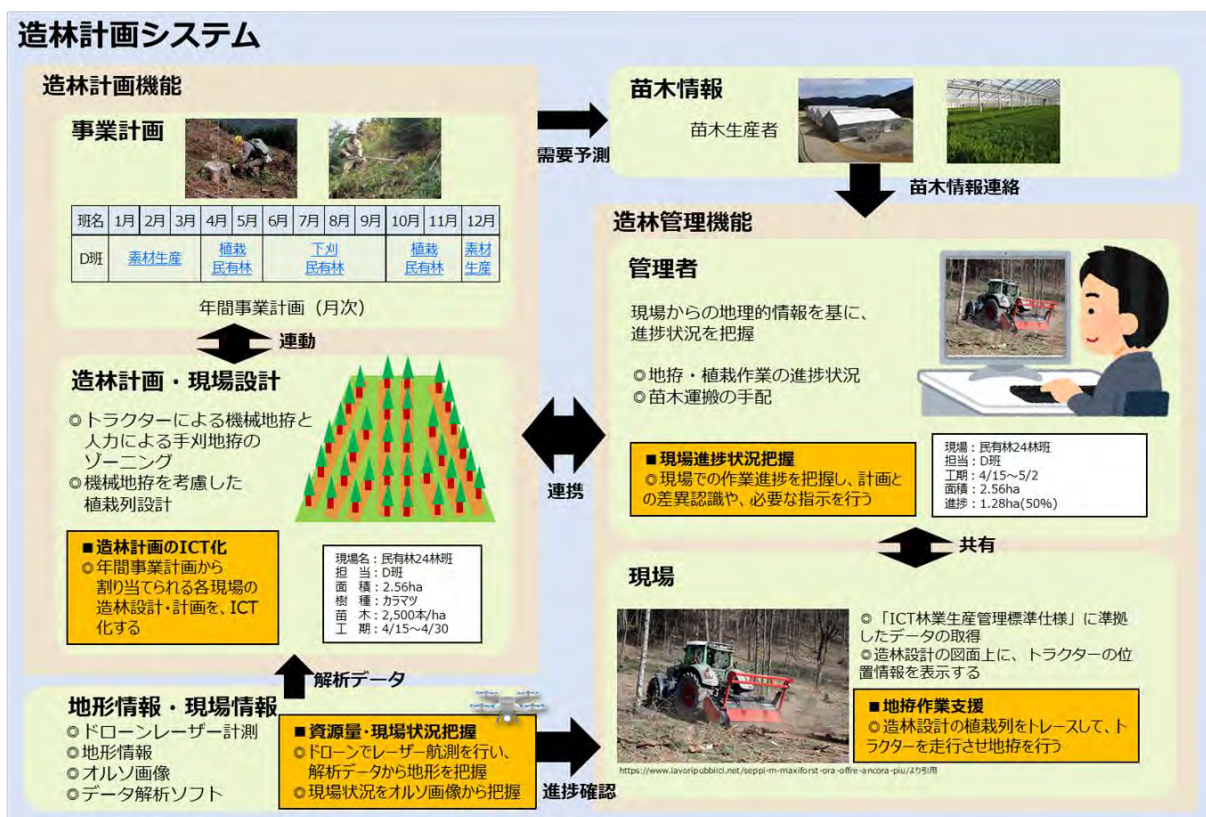 造林計画システム
造林計画機能
事業計画
班名 1月 2月 3月 4月 5月 6月 7月 8月 9月 10月 11月 12月
D班 素材生産 植栽 民有林 下刈 民有林 植栽 民有林 素材 生産
年間事業計画（月次）
連動
造林計画・現場設計
◎トラクターによる機械地拵と
人力による手刈地拵の
ゾーニング
◎機械地拵を考慮した
植栽列設計
■造林計画のICT化
◎年間事業計画から
割り当てられる各現場の
造林設計・計画を、ICT
化する
現場名：民有林24林班
担　当：D班
面　積：2.56ha
樹　種：カラマツ
苗　木：2,500本/ha
工　期：4/15～4/30
解析データ
地形情報・現場情報
◎ドローンレーザー計測
◎地形情報
◎オルソ画像
◎データ解析ソフト
■資源量・現場状況把握
◎ドローンでレーザー航測を行い、
解析データから地形を把握
◎現場状況をオルソ画像から把握
進捗確認
需要予測
苗木情報
苗木生産者
苗木情報連絡
連携
造林管理機能
管理者
現場からの地理的情報を基に、
進捗状況を把握
◎地拵・植栽作業の進捗状況
◎苗木運搬の手配
■現場進捗状況把握
◎現場での作業進捗を把握し、計画と
の差異認識や、必要な指示を行う
現場：民有林24林班
担当：D班
工期：4/15～5/2
面積：2.56ha
進捗：1.28ha(50%)
共有
現場
◎「ICT林業生産管理標準仕様」に準拠
したデータの取得
◎造林設計の図面上に、トラクターの位
置情報を表示する
■地拵作業支援
◎造林設計の植栽列をトレースして、ト
ラクターを走行させ地拵を行う
https://www.lavoripubblici.net/seppi-m-maxiforst-ora-offre-ancora-piu/より引用